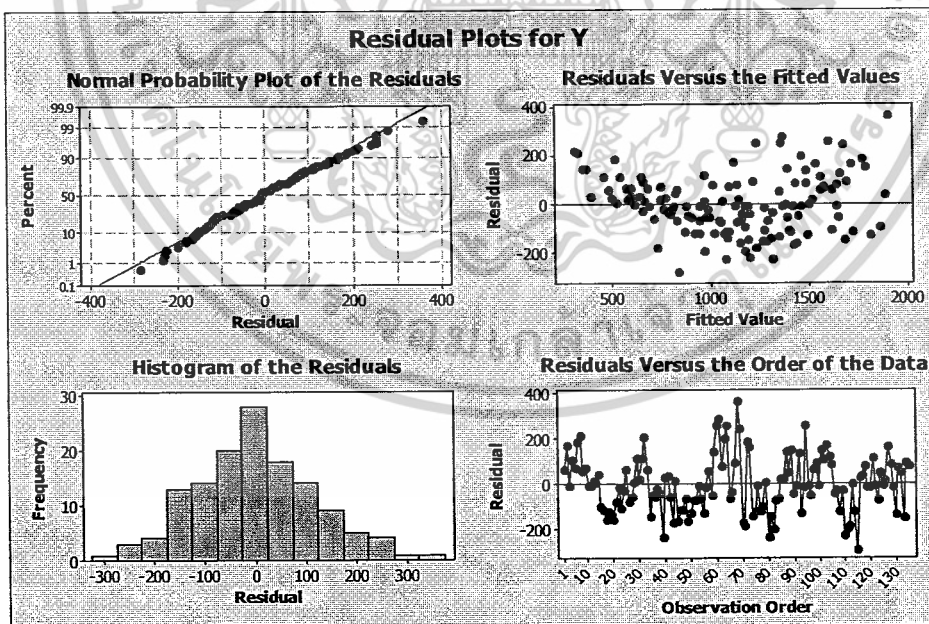 Residual Plots for Y
Normal Probability Plot of the Residuals
99.9
99
90
50
10
1
0.1
Percent
-400 -200 0 200 400
Residual
Residuals Versus the Fitted Values
400
200
0
-200
Residual
500 1000 1500 2000
Fitted Value
Histogram of the Residuals
30
20
10
0
Frequency
-300 -200 -100 0 100 200 300
Residual
Residuals Versus the Order of the Data
400
200
0
-200
Residual
1 10 20 30 40 50 60 70 80 90 100 110 120 130
Observation Order